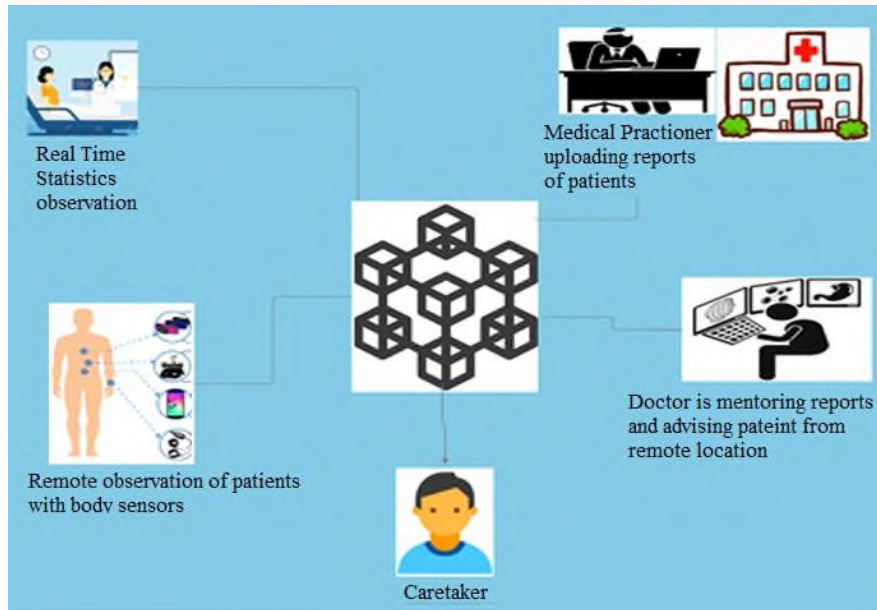 Real Time
Statistics
observation
Medical Practioner
uploading reports
of patients
Remote observation of patients
with body sensors
Doctor is mentoring reports
and advising pateint from
remote location
Caretaker